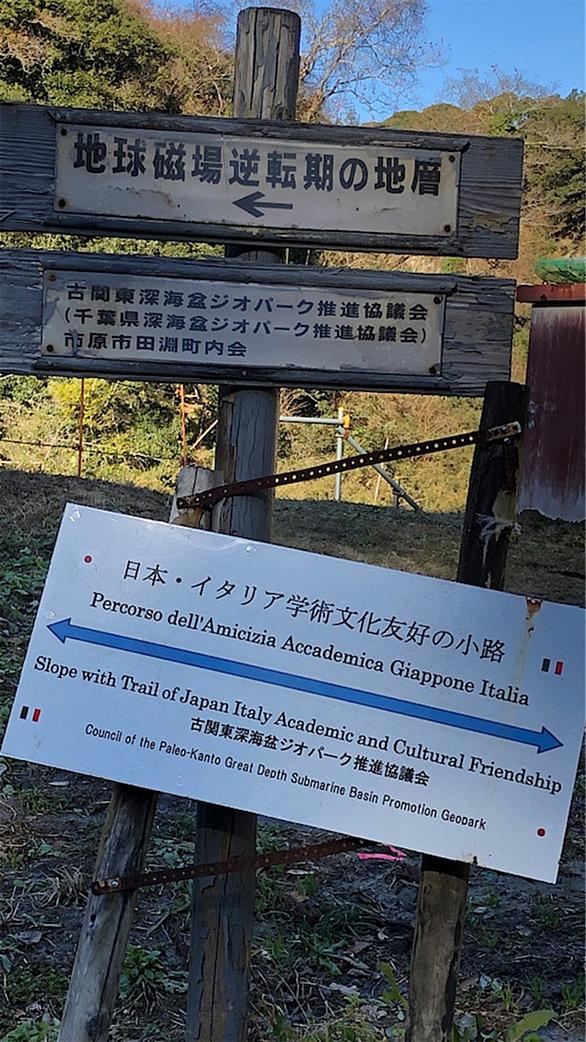 地球磁場逆転期の地層
←
古関東深海盆ジオパーク推進協議会
(千葉県深海盆ジオパーク推進協議会)
市原市田淵町内会
日本・イタリア学術文化友好の小路
Percorso dell'Amicizia Accademica Giappone Italia
Slope with Trail of Japan Italy Academic and Cultural Friendship
古関東深海盆ジオパーク推進協議会
Council of the Paleo-Kanto Great Depth Submarine Basin Promotion Geopark